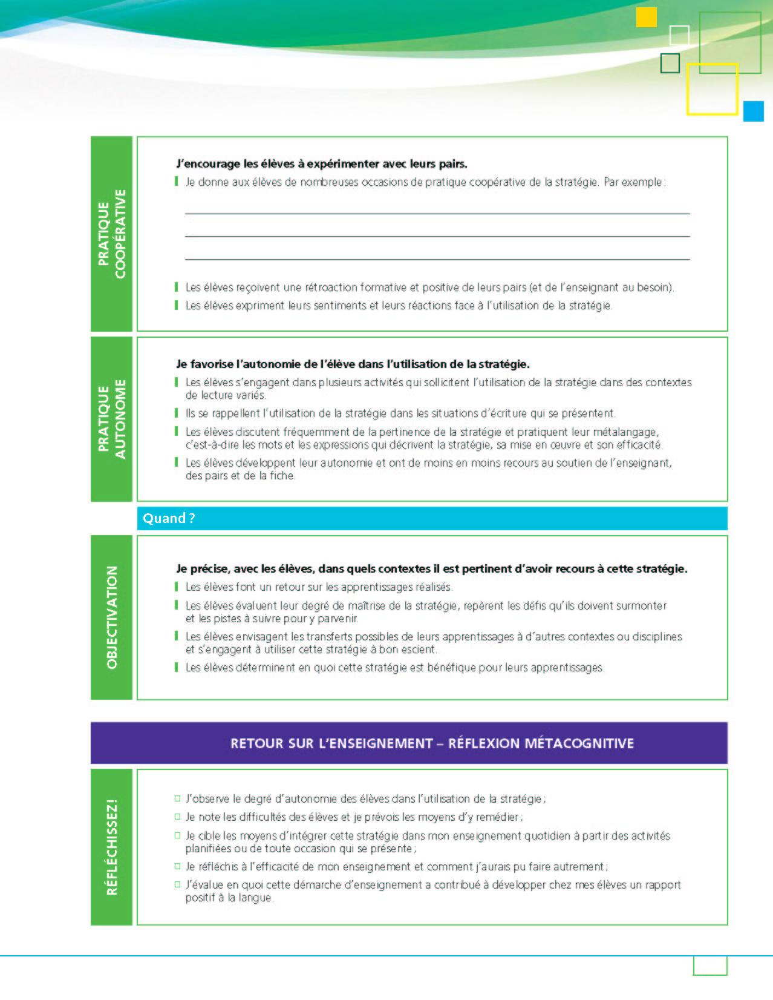 PRATIQUE
COOPÉRATIVE
J'encourage les élèves à expérimenter avec leurs pairs.
Je donne aux élèves de nombreuses occasions de pratique coopérative de la stratégie. Par exemple :
Les élèves reçoivent une rétroaction formative et positive de leurs pairs (et de l'enseignant au besoin).
Les élèves expriment leurs sentiments et leurs réactions face à l'utilisation de la stratégie.
PRATIQUE
AUTONOME
Je favorise l'autonomie de l'élève dans l'utilisation de la stratégie.
Les élèves s'engagent dans plusieurs activités qui sollicitent l'utilisation de la stratégie dans des contextes
de lecture variés.
Ils se rappellent l'utilisation de la stratégie dans les situations d'écriture qui se présentent.
Les élèves discutent fréquemment de la pertinence de la stratégie et pratiquent leur métalangage,
c'est-à-dire les mots et les expressions qui décrivent la stratégie, sa mise en œuvre et son efficacité.
Les élèves développent leur autonomie et ont de moins en moins recours au soutien de l'enseignant,
des pairs et de la fiche.
Quand ?
OBJECTIVATION
Je précise, avec les élèves, dans quels contextes il est pertinent d'avoir recours à cette stratégie.
Les élèves font un retour sur les apprentissages réalisés.
Les élèves évaluent leur degré de maîtrise de la stratégie, repèrent les défis qu'ils doivent surmonter
et les pistes à suivre pour y parvenir.
Les élèves envisagent les transferts possibles de leurs apprentissages à d'autres contextes ou disciplines
et s'engagent à utiliser cette stratégie à bon escient.
Les élèves déterminent en quoi cette stratégie est bénéfique pour leurs apprentissages.
RETOUR SUR L'ENSEIGNEMENT – RÉFLEXION MÉTACOGNITIVE
RÉFLÉCHISSEZ!
J'observe le degré d'autonomie des élèves dans l'utilisation de la stratégie ;
Je note les difficultés des élèves et je prévois les moyens d'y remédier ;
Je cible les moyens d'intégrer cette stratégie dans mon enseignement quotidien à partir des activités
planifiées ou de toute occasion qui se présente ;
Je réfléchis à l'efficacité de mon enseignement et comment j'aurais pu faire autrement ;
J'évalue en quoi cette démarche d'enseignement a contribué à développer chez mes élèves un rapport
positif à la langue.